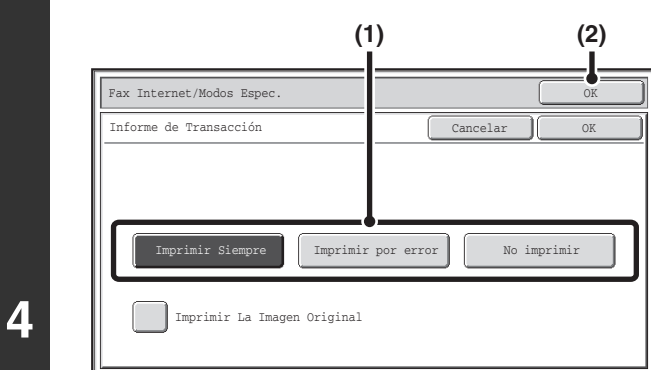 (1) (2)
Fax Internet/Modos Espec. OK
Informe de Transacción Cancelar OK
Imprimir Siempre Imprimir por error No imprimir
4 Imprimir La Imagen Original